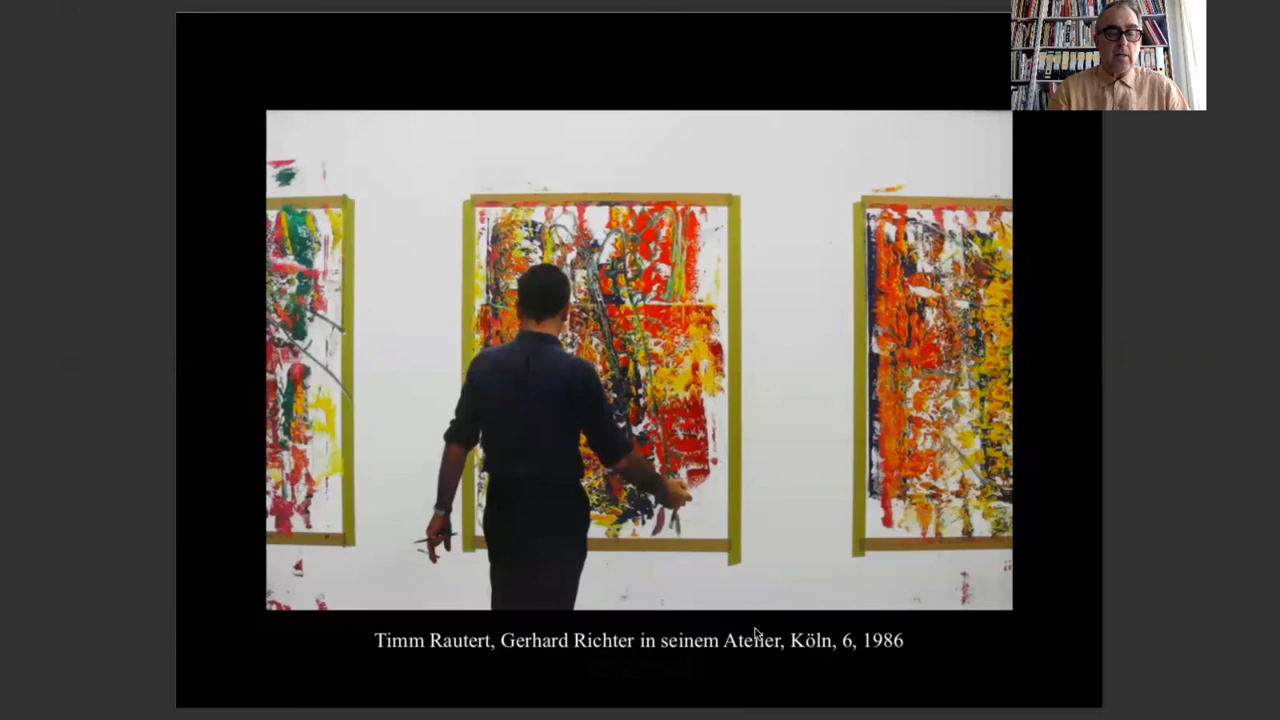 Timm Rautert, Gerhard Richter in seinem Atelier, Köln, 6, 1986